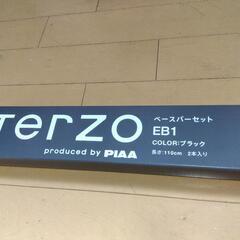 Terzo
produced by PIAA
ベースバーセット
EB1
COLOR:ブラック
長さ:110cm 2本入り